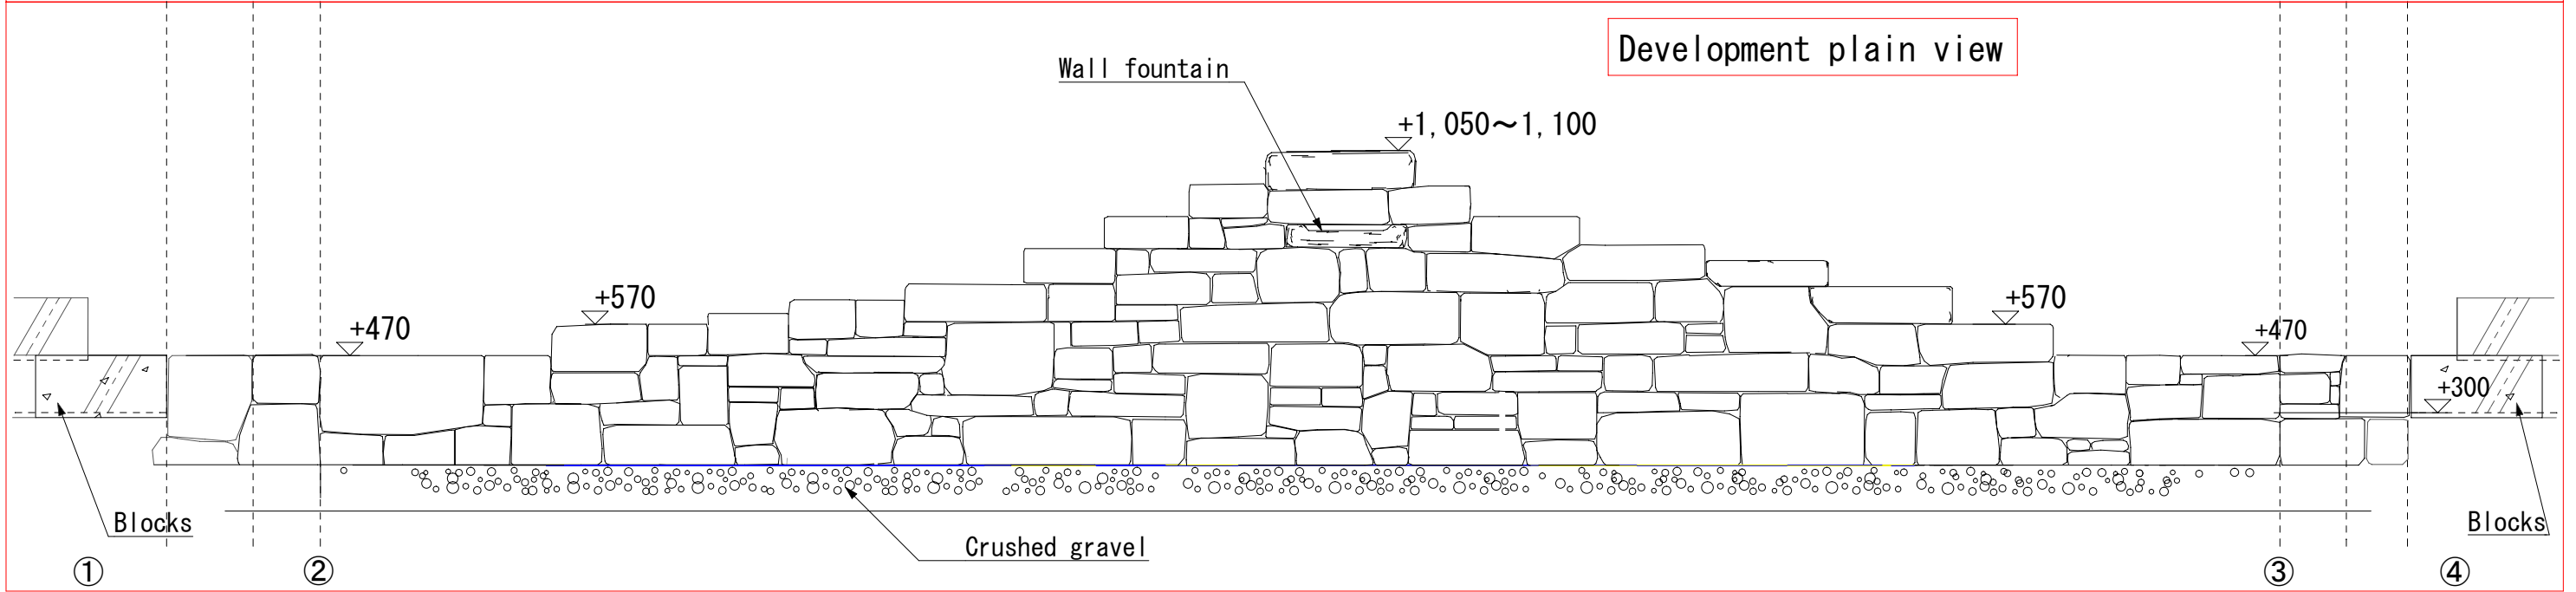 Development plain view
Wall fountain
+1,050～1,100
+570
+570
+470
+470
+300
Blocks
Blocks
Crushed gravel
①
②
③
④